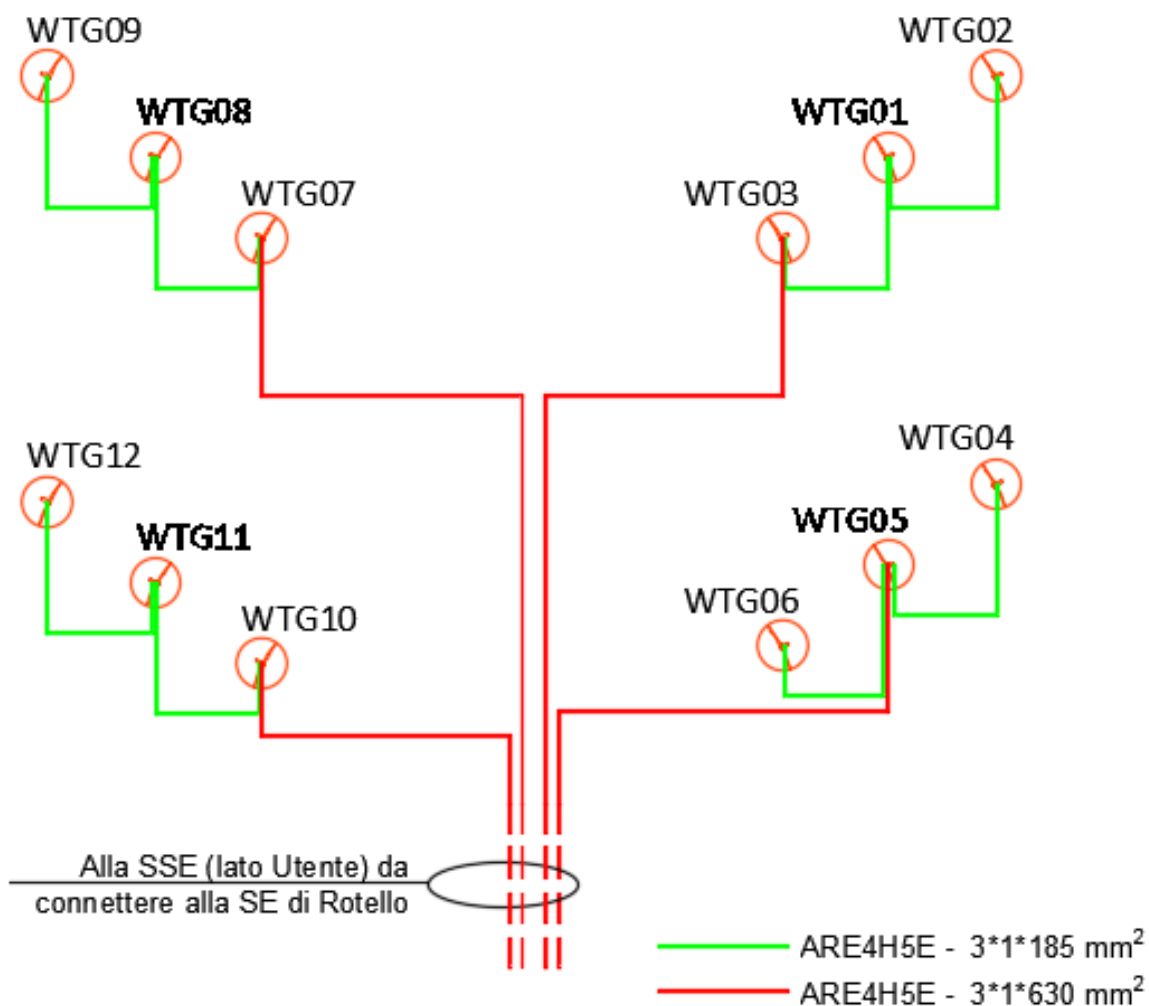 WTG09
WTG02
WTG08
WTG01
WTG07
WTG03
WTG12
WTG04
WTG11
WTG05
WTG10
WTG06
Alla SSE (lato Utente) da
connettere alla SE di Rotello
ARE4H5E - 3*1*185 mm²
ARE4H5E - 3*1*630 mm²